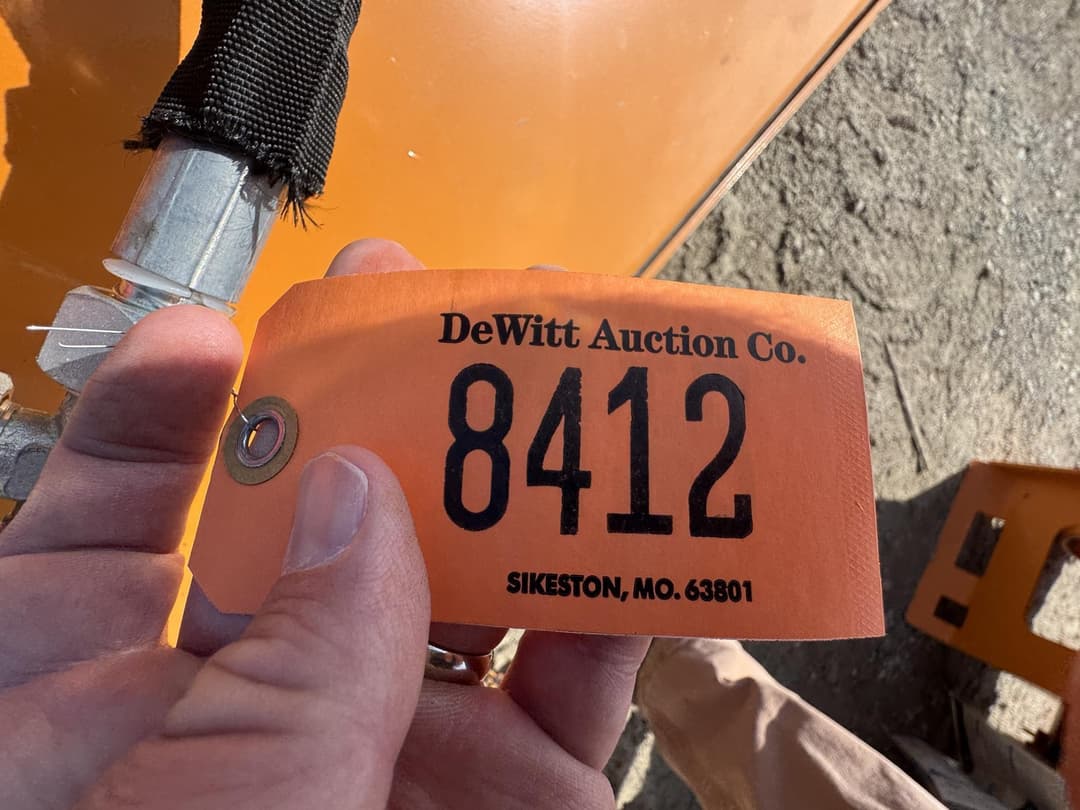 DeWitt Auction Co.
8412
SIKESTON, MO. 63801